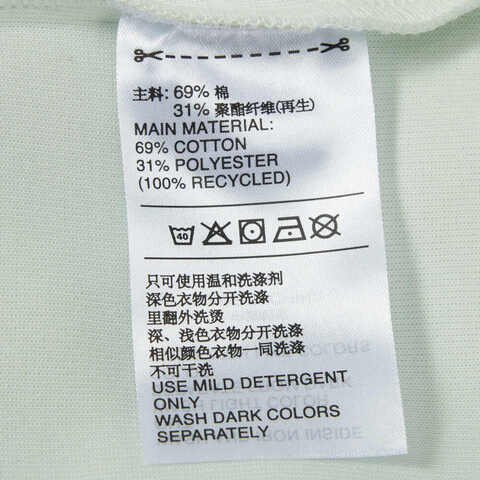 主料: 69% 棉
31% 聚酯纤维(再生)
MAIN MATERIAL:
69% COTTON
31% POLYESTER
(100% RECYCLED)
40
只可使用温和洗涤剂
深色衣物分开洗涤
里翻外洗烫
深、浅色衣物分开洗涤
相似颜色衣物一同洗涤
不可干洗
USE MILD DETERGENT
ONLY
WASH DARK COLORS
SEPARATELY